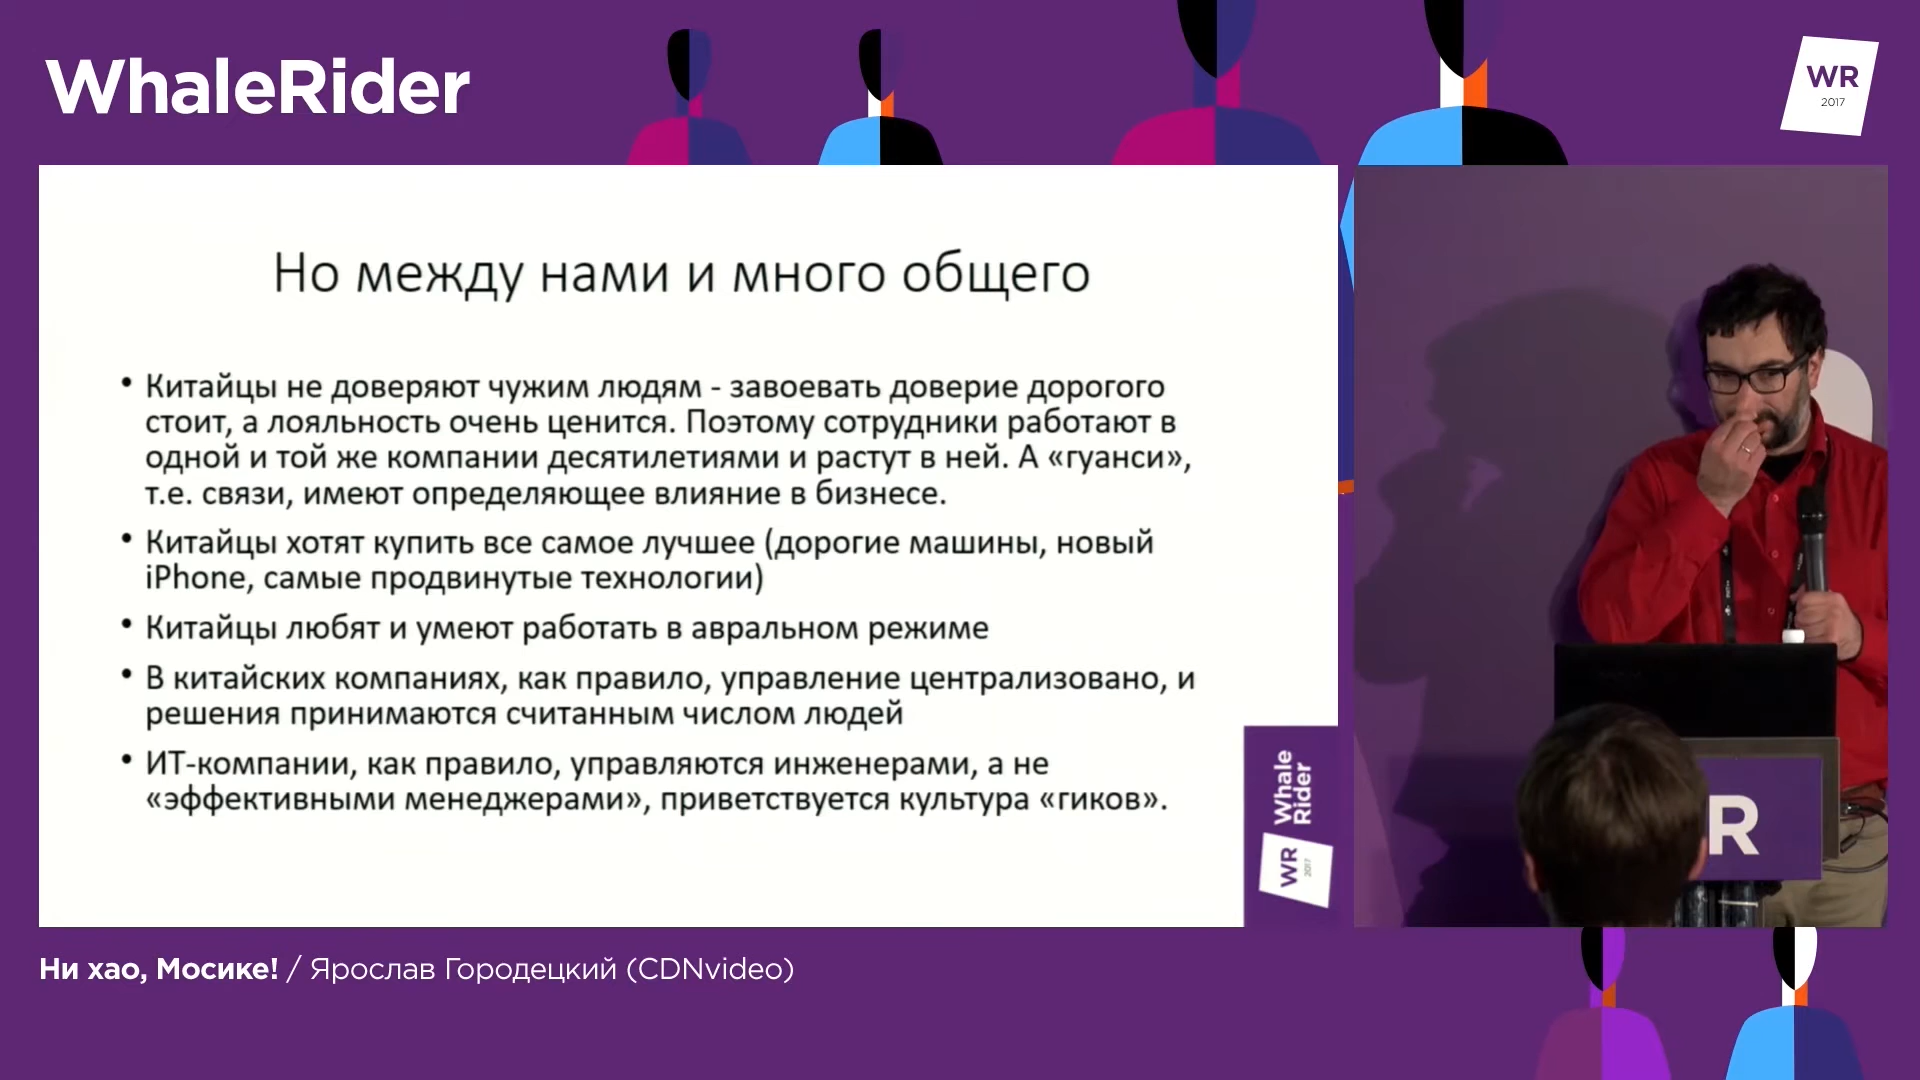 WhaleRider
WR
2017
Но между нами и много общего
• Китайцы не доверяют чужим людям - завоевать доверие дорогого
стоит, а лояльность очень ценится. Поэтому сотрудники работают в
одной и той же компании десятилетиями и растут в ней. А «гуанси»,
т.е. связи, имеют определяющее влияние в бизнесе.
• Китайцы хотят купить все самое лучшее (дорогие машины, новый
iPhone, самые продвинутые технологии)
• Китайцы любят и умеют работать в авральном режиме
• В китайских компаниях, как правило, управление централизовано, и
решения принимаются считанным числом людей
• ИТ-компании, как правило, управляются инженерами, а не
«эффективными менеджерами», приветствуется культура «гиков».
Whale
Rider
WR
2017
R
Ни хао, Мосике! / Ярослав Городецкий (CDNvideo)